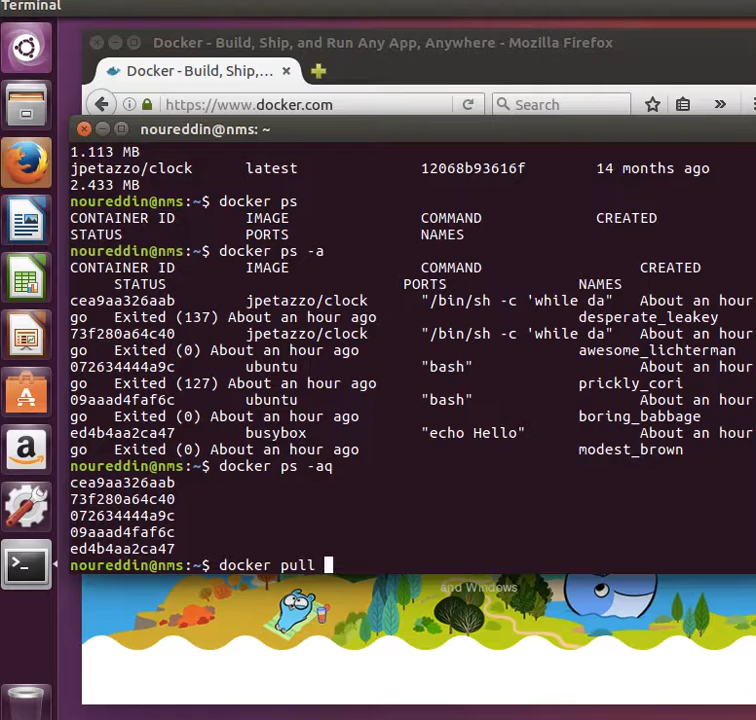 Terminal
Docker - Build, Ship, and Run Any App, Anywhere - Mozilla Firefox
Docker - Build, Ship,...
https://www.docker.com
Search
noureddin@nms: ~
1.113 MB
jpetazzo/clock latest 12068b93616f 14 months ago
2.433 MB
noureddin@nms:~$ docker ps
CONTAINER ID IMAGE COMMAND CREATED
STATUS PORTS NAMES
noureddin@nms:~$ docker ps -a
CONTAINER ID IMAGE COMMAND CREATED
STATUS PORTS NAMES
cea9aa326aab jpetazzo/clock "/bin/sh -c 'while da" About an hour
go Exited (137) About an hour ago desperate_leakey
73f280a64c40 jpetazzo/clock "/bin/sh -c 'while da" About an hour
go Exited (0) About an hour ago awesome_lichterman
072634444a9c ubuntu "bash" About an hour
go Exited (127) About an hour ago prickly_cori
09aaad4faf6c ubuntu "bash" About an hour
go Exited (0) About an hour ago boring_babbage
ed4b4aa2ca47 busybox "echo Hello" About an hour
go Exited (0) About an hour ago modest_brown
noureddin@nms:~$ docker ps -aq
cea9aa326aab
73f280a64c40
072634444a9c
09aaad4faf6c
ed4b4aa2ca47
noureddin@nms:~$ docker pull
and Windows